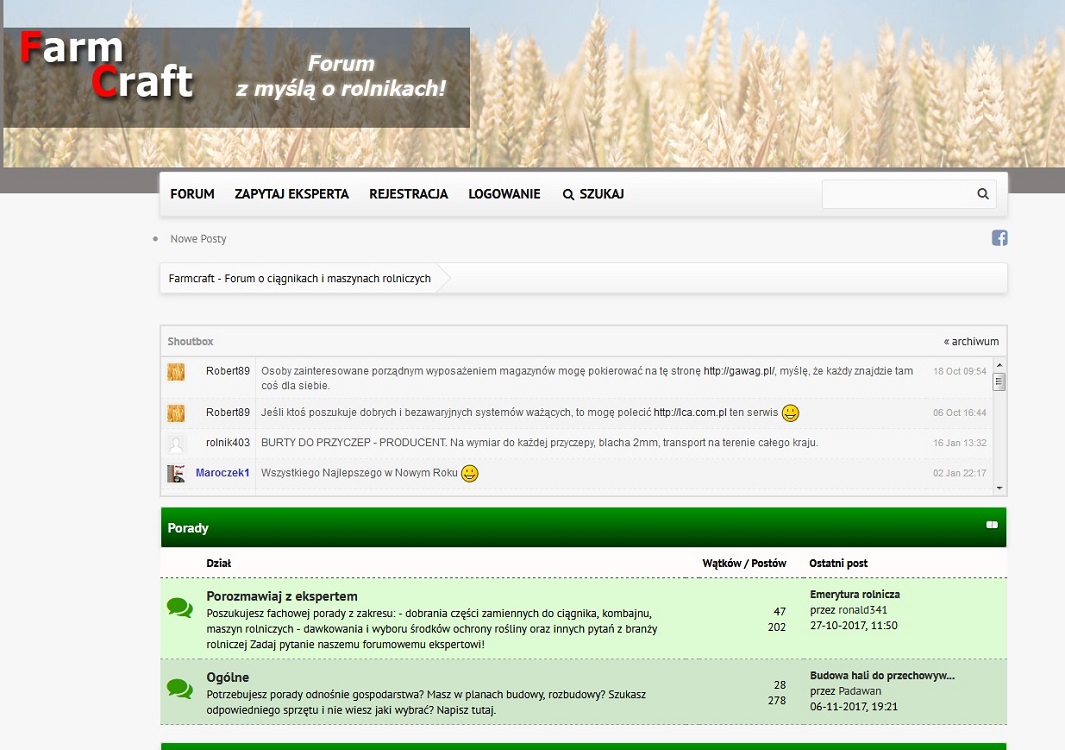 Farm
Craft
Forum
z myślą o rolnikach!
FORUM ZAPYTAJ EKSPERTA REJESTRACJA LOGOWANIE SZUKAJ
Nowe Posty
Farmcraft - Forum o ciągnikach i maszynach rolniczych
Shoutbox « archiwum
Robert89 Osoby zainteresowane porządnym wyposażeniem magazynów mogę pokierować na tę stronę http://gawag.pl/, myślę, że każdy znajdzie tam 18 Oct 09:54
coś dla siebie.
Robert89 Jeśli ktoś poszukuje dobrych i bezawaryjnych systemów ważących, to mogę polecić http://lca.com.pl ten serwis 06 Oct 16:44
rolnik403 BURTY DO PRZYCZEP - PRODUCENT. Na wymiar do każdej przyczepy, blacha 2mm, transport na terenie całego kraju. 16 Jan 13:32
Maroczek1 Wszystkiego Najlepszego w Nowym Roku 02 Jan 22:17
Porady
Dział Wątków / Postów Ostatni post
Porozmawiaj z ekspertem
Poszukujesz fachowej porady z zakresu: - dobrania części zamiennych do ciągnika, kombajnu,
maszyn rolniczych - dawkowania i wyboru środków ochrony rośliny oraz innych pytań z branży
rolniczej Zadaj pytanie naszemu forumowemu ekspertowi!
47
202
Emerytura rolnicza
przez ronald341
27-10-2017, 11:50
Ogólne
Potrzebujesz porady odnośnie gospodarstwa? Masz w planach budowy, rozbudowy? Szukasz
odpowiedniego sprzętu i nie wiesz jaki wybrać? Napisz tutaj.
28
278
Budowa hali do przechowyw...
przez Padawan
06-11-2017, 19:21